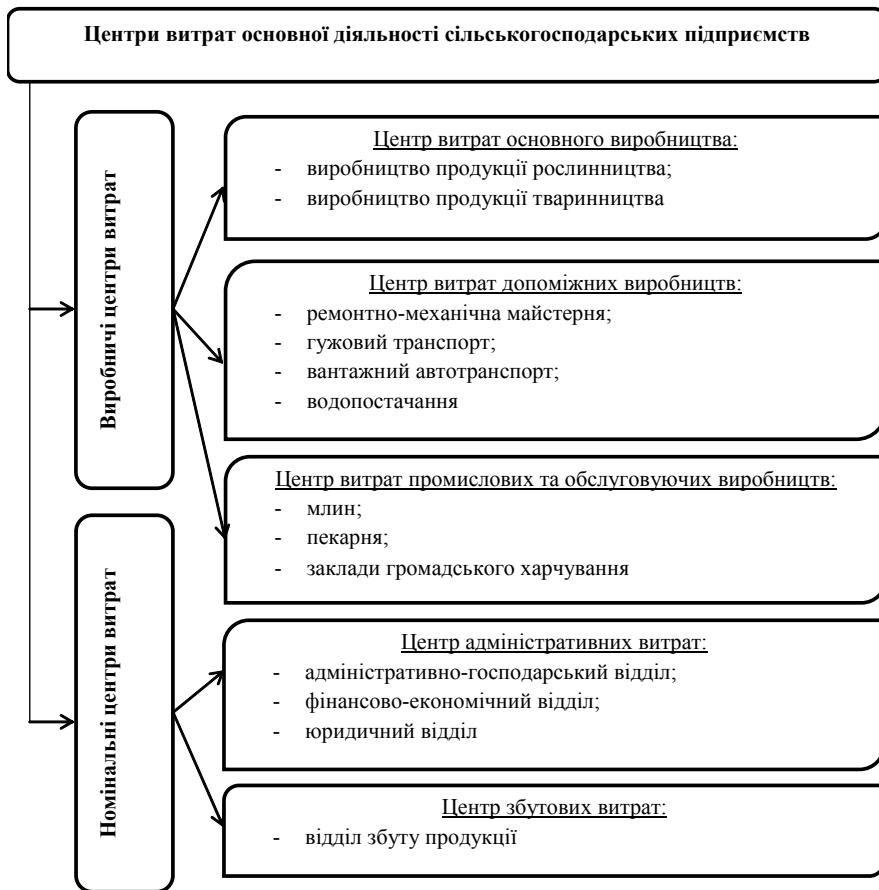 Центри витрат основної діяльності сільськогосподарських підприємств
Виробничі центри витрат
Центр витрат основного виробництва:
- виробництво продукції рослинництва;
- виробництво продукції тваринництва
Центр витрат допоміжних виробництв:
- ремонтно-механічна майстерня;
- гужовий транспорт;
- вантажний автотранспорт;
- водопостачання
Центр витрат промислових та обслуговуючих виробництв:
- млин;
- пекарня;
- заклади громадського харчування
Номінальні центри витрат
Центр адміністративних витрат:
- адміністративно-господарський відділ;
- фінансово-економічний відділ;
- юридичний відділ
Центр збутових витрат:
- відділ збуту продукції